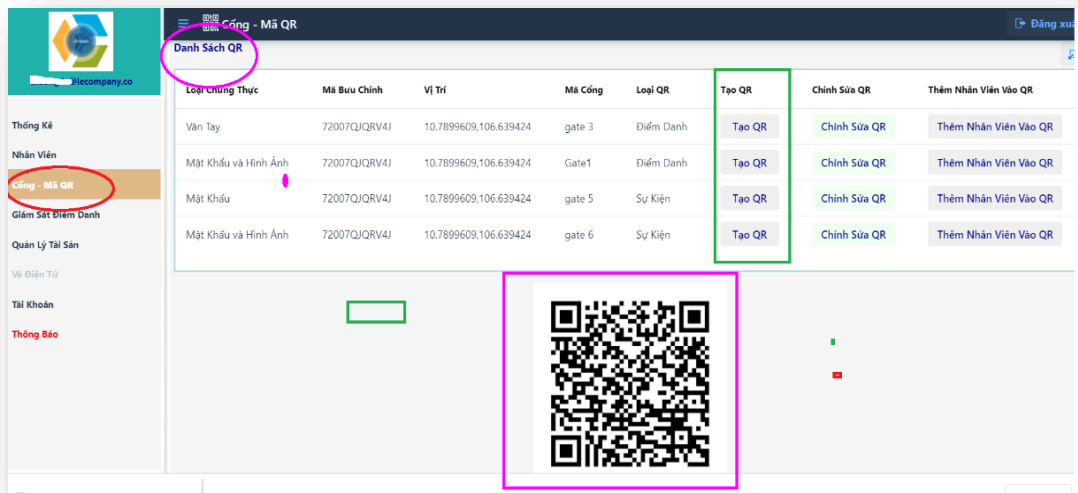 Cổng - Mã QR
Đăng xuấ
Danh Sách QR
lecompany.co
Loại Chứng Thực Mã Bưu Chính Vị Trí Mã Cổng Loại QR Tạo QR Chỉnh Sửa QR Thêm Nhân Viên Vào QR
Vân Tay 72007QJQRV4J 10.7899609,106.639424 gate 3 Điểm Danh Tạo QR Chỉnh Sửa QR Thêm Nhân Viên Vào QR
Mật Khẩu và Hình Ảnh 72007QJQRV4J 10.7899609,106.639424 Gate1 Điểm Danh Tạo QR Chỉnh Sửa QR Thêm Nhân Viên Vào QR
Mật Khẩu 72007QJQRV4J 10.7899609,106.639424 gate 5 Sự Kiện Tạo QR Chỉnh Sửa QR Thêm Nhân Viên Vào QR
Mật Khẩu và Hình Ảnh 72007QJQRV4J 10.7899609,106.639424 gate 6 Sự Kiện Tạo QR Chỉnh Sửa QR Thêm Nhân Viên Vào QR
Thống Kê
Nhân Viên
Cổng - Mã QR
Giám Sát Điểm Danh
Quản Lý Tài Sản
Vé Điện Tử
Tài Khoản
Thông Báo